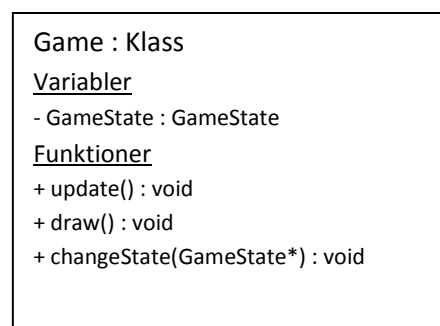 Game : Klass
Variabler
- GameState : GameState
Funktioner
+ update() : void
+ draw() : void
+ changeState(GameState*) : void